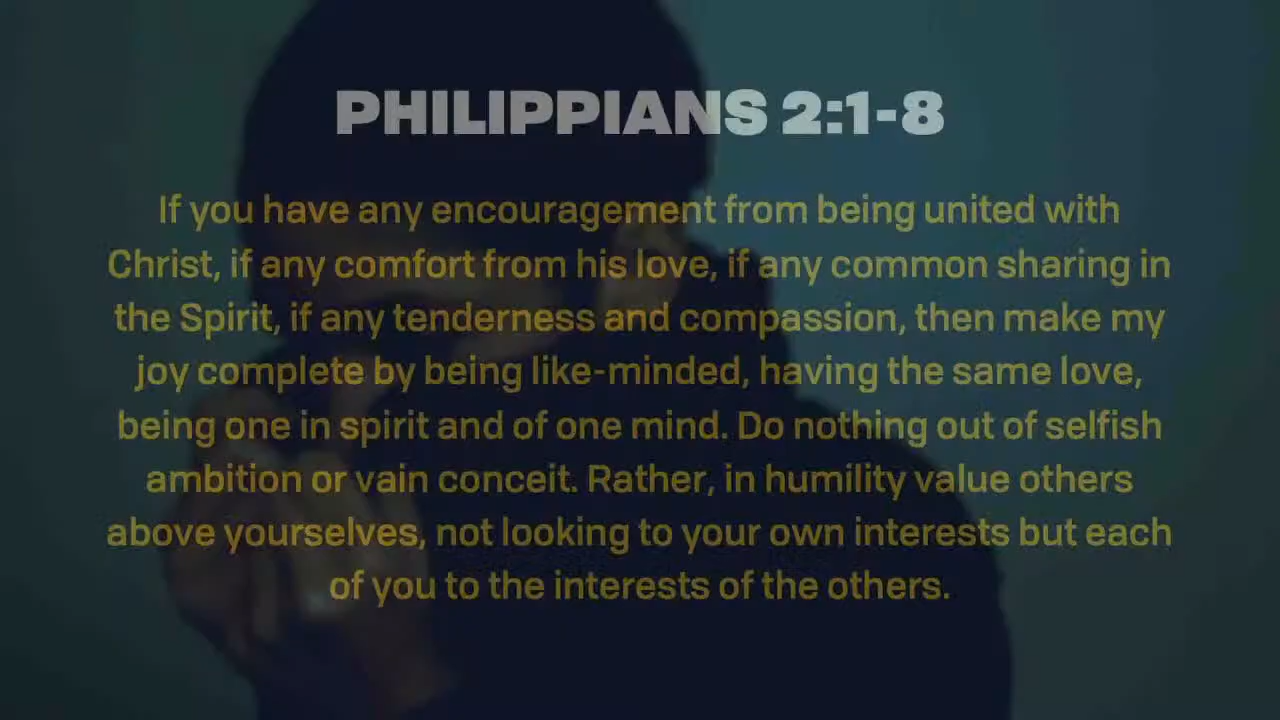 PHILIPPIANS 2:1-8
If you have any encouragement from being united with
Christ, if any comfort from his love, if any common sharing in
the Spirit, if any tenderness and compassion, then make my
joy complete by being like-minded, having the same love,
being one in spirit and of one mind. Do nothing out of selfish
ambition or vain conceit. Rather, in humility value others
above yourselves, not looking to your own interests but each
of you to the interests of the others.